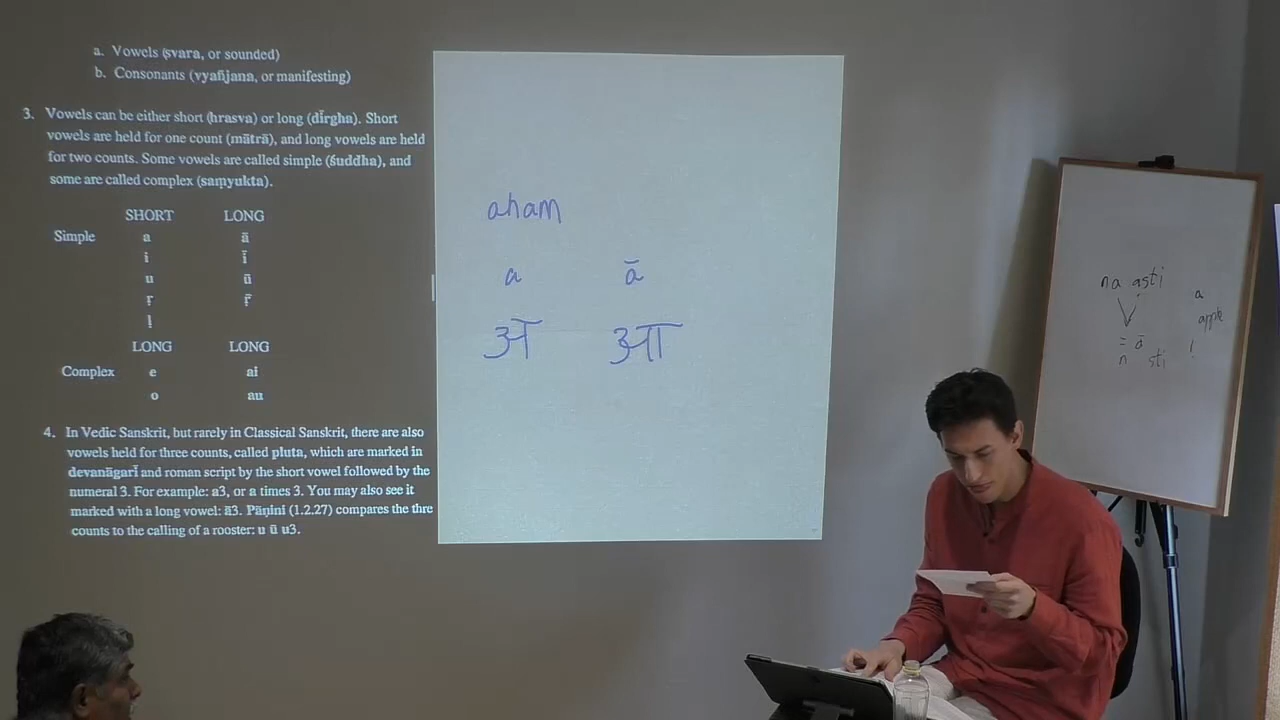 a. Vowels (svara, or sounded)
b. Consonants (vyañjana, or manifesting)
3. Vowels can be either short (hrasva) or long (dīrgha). Short
vowels are held for one count (mātrā), and long vowels are held
for two counts. Some vowels are called simple (śuddha), and
some are called complex (saṃyukta).
SHORT LONG
Simple a ā
i ī
u ū
ṛ ṝ
ḷ
LONG LONG
Complex e ai
o au
4. In Vedic Sanskrit, but rarely in Classical Sanskrit, there are also
vowels held for three counts, called pluta, which are marked in
devanāgarī and roman script by the short vowel followed by the
numeral 3. For example: a3, or a times 3. You may also see it
marked with a long vowel: ā3. Pāṇini (1.2.27) compares the thre
counts to the calling of a rooster: u ū u3.
aham
a ā
अ आ
na asti
= ā
n sti
a
apple
!